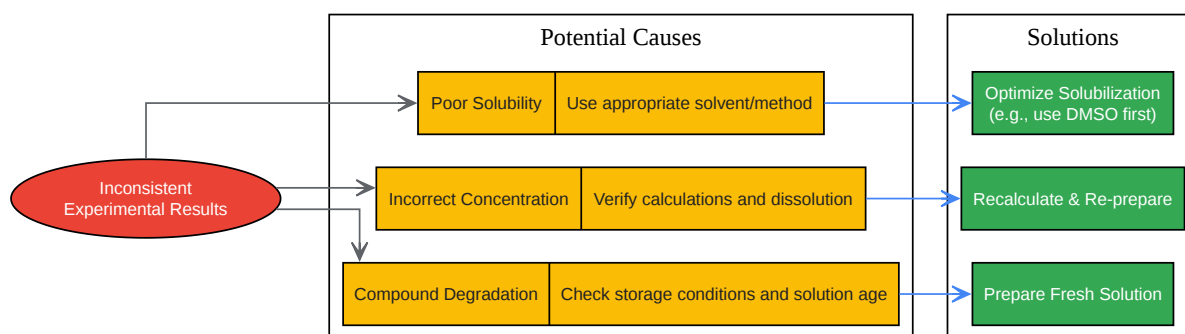 Potential Causes
Solutions
Poor Solubility
Use appropriate solvent/method
Optimize Solubilization
(e.g., use DMSO first)
Inconsistent
Experimental Results
Incorrect Concentration
Verify calculations and dissolution
Recalculate & Re-prepare
Compound Degradation
Check storage conditions and solution age
Prepare Fresh Solution